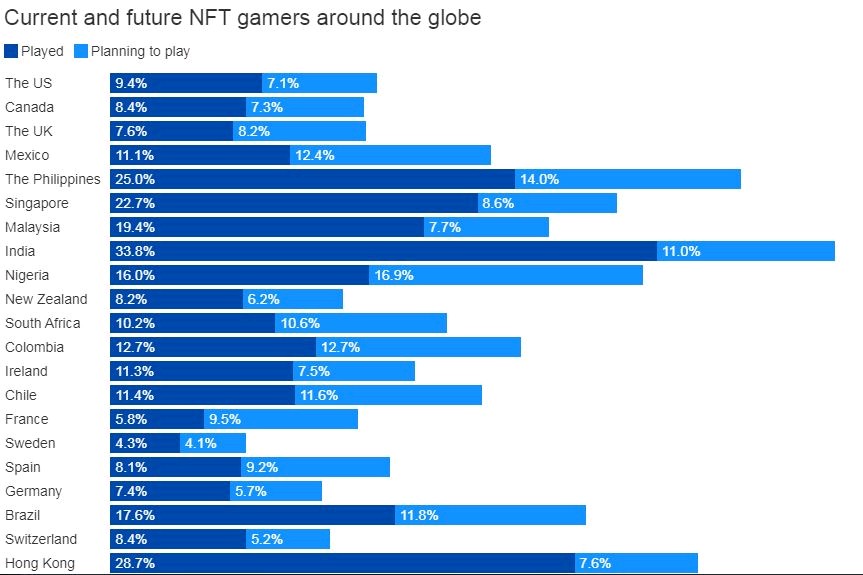 Current and future NFT gamers around the globe
Played Planning to play
The US 9.4% 7.1%
Canada 8.4% 7.3%
The UK 7.6% 8.2%
Mexico 11.1% 12.4%
The Philippines 25.0% 14.0%
Singapore 22.7% 8.6%
Malaysia 19.4% 7.7%
India 33.8% 11.0%
Nigeria 16.0% 16.9%
New Zealand 8.2% 6.2%
South Africa 10.2% 10.6%
Colombia 12.7% 12.7%
Ireland 11.3% 7.5%
Chile 11.4% 11.6%
France 5.8% 9.5%
Sweden 4.3% 4.1%
Spain 8.1% 9.2%
Germany 7.4% 5.7%
Brazil 17.6% 11.8%
Switzerland 8.4% 5.2%
Hong Kong 28.7% 7.6%